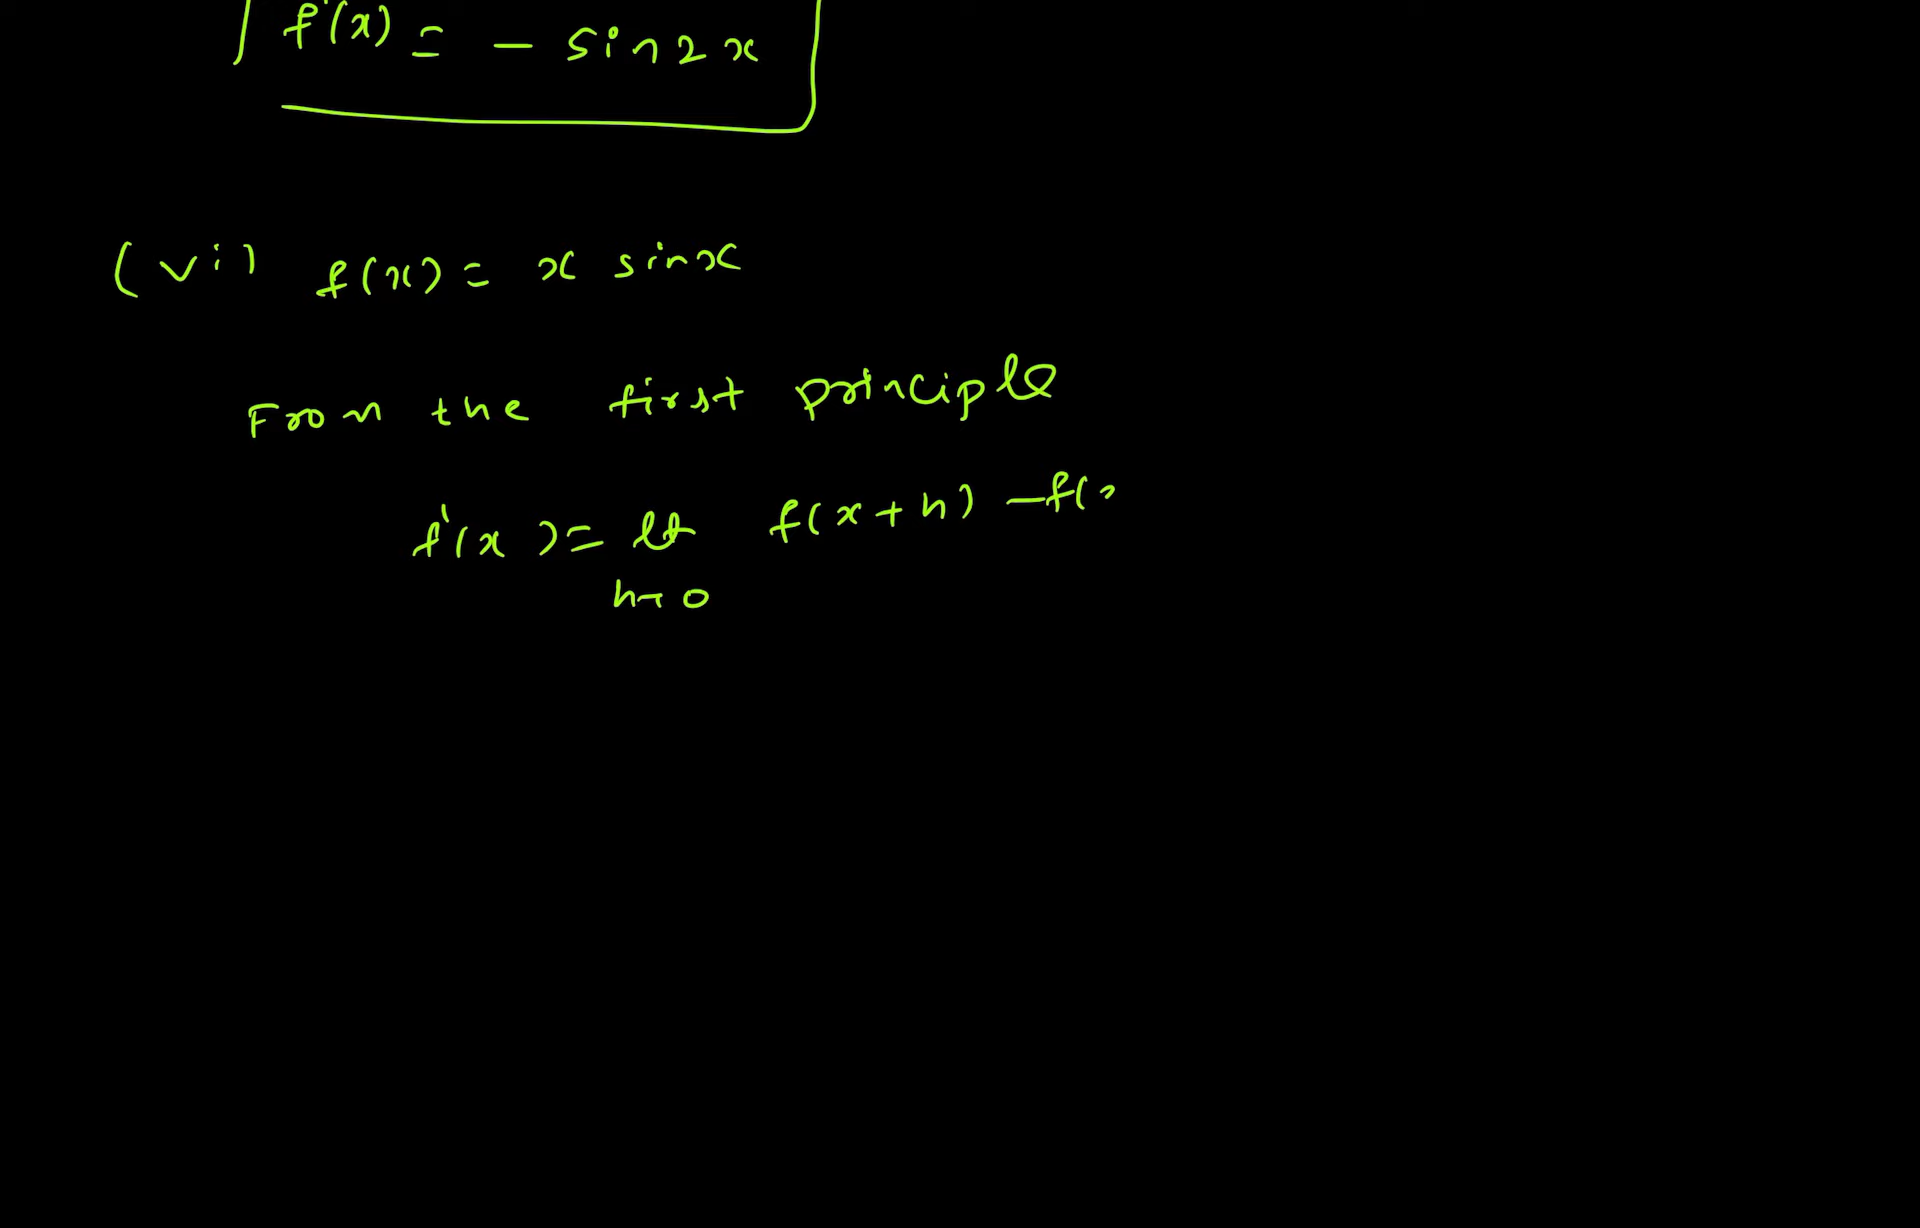 f'(x) = - sin2x
(vi) f(x) = x sinx
From the first principle
f'(x) = lt f(x+h) - f(
h→0